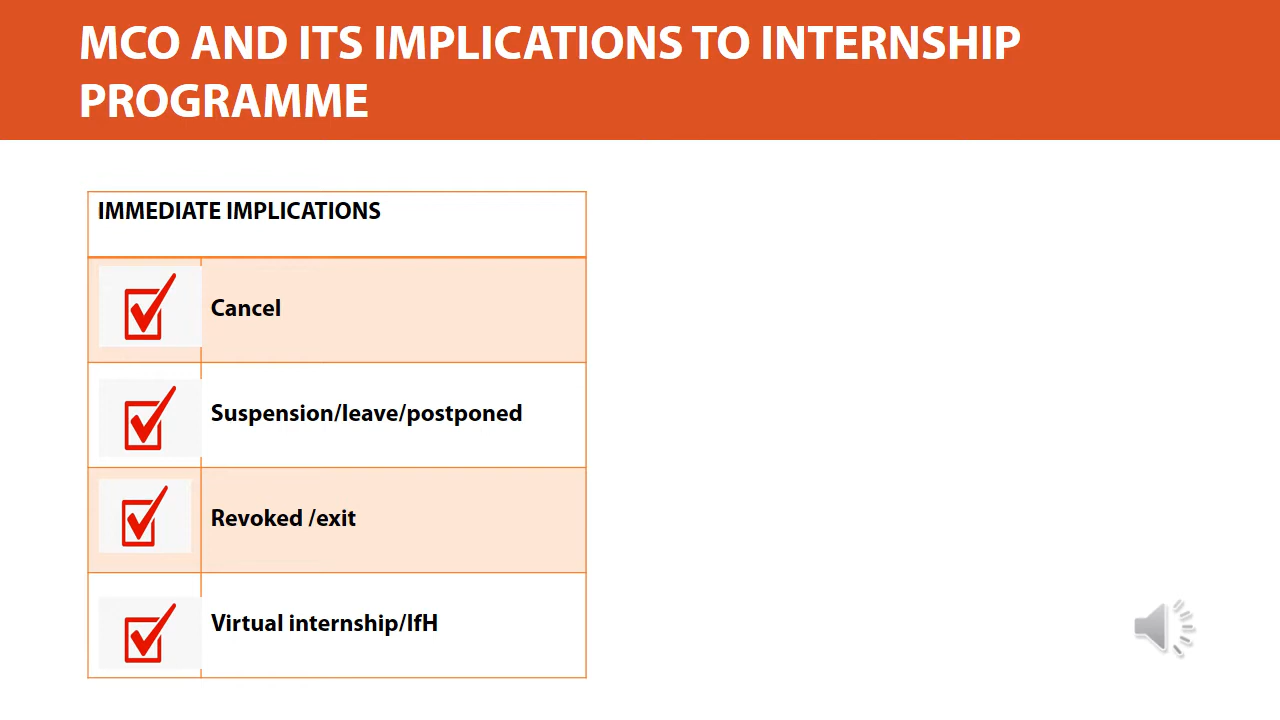 MCO AND ITS IMPLICATIONS TO INTERNSHIP
PROGRAMME
IMMEDIATE IMPLICATIONS
Cancel
Suspension/leave/postponed
Revoked /exit
Virtual internship/IfH